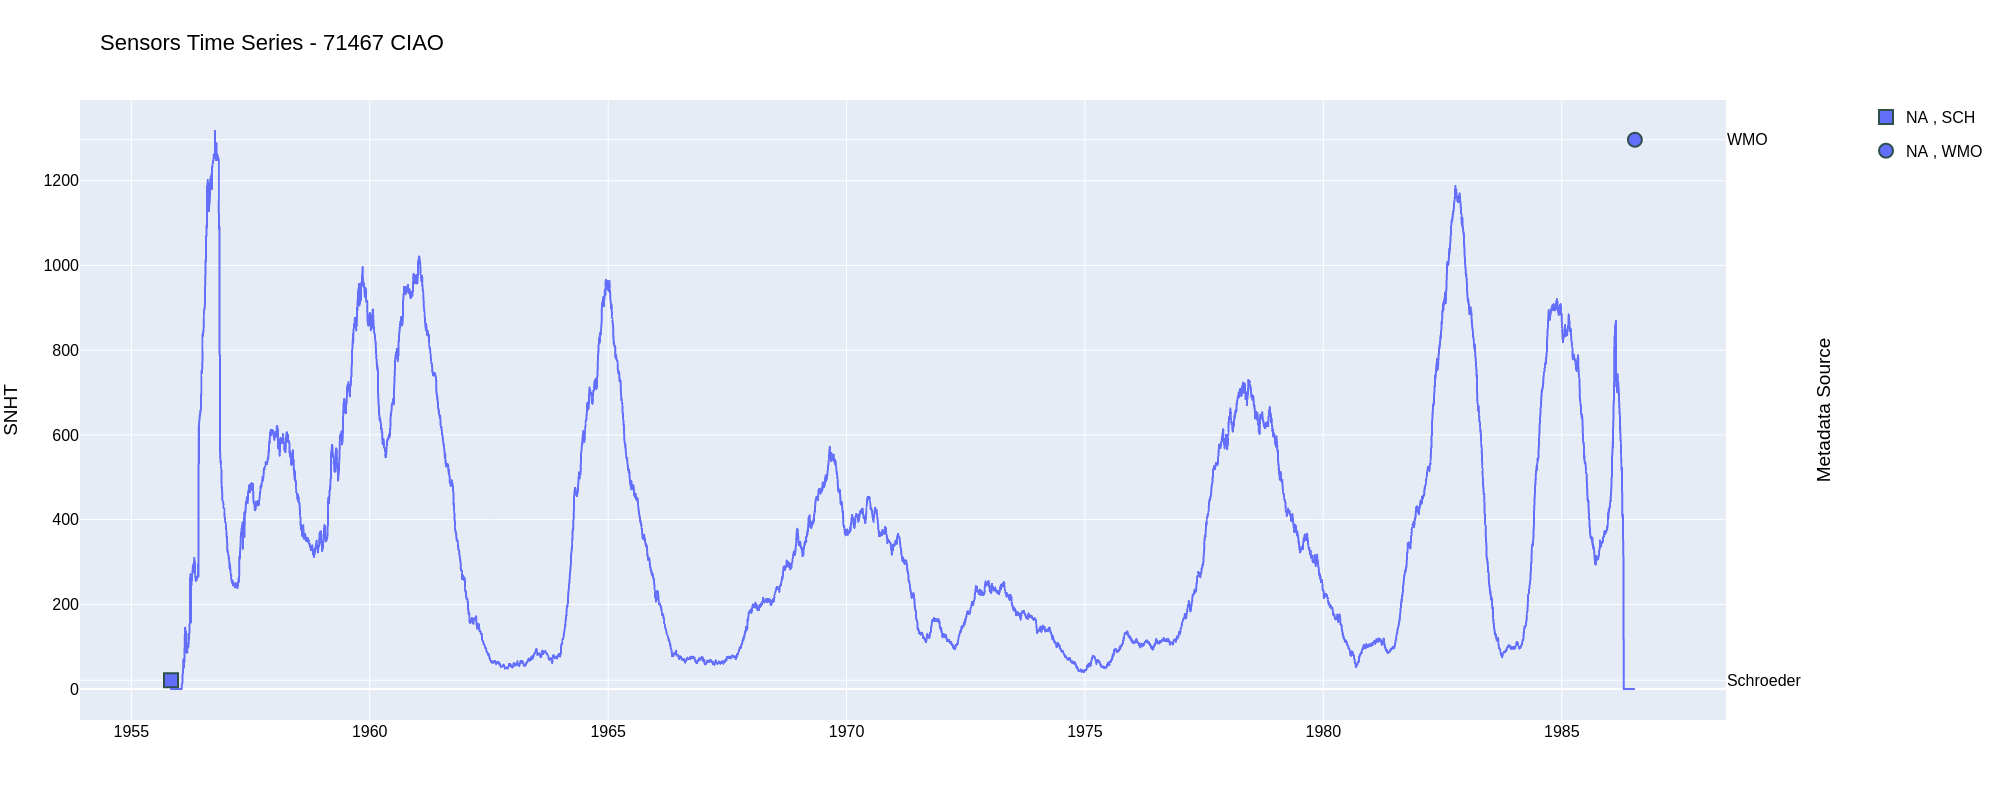 Sensors Time Series - 71467 CIAO
NA , SCH
NA , WMO
WMO
Schroeder
Metadata Source
SNHT
1200
1000
800
600
400
200
0
1955
1960
1965
1970
1975
1980
1985